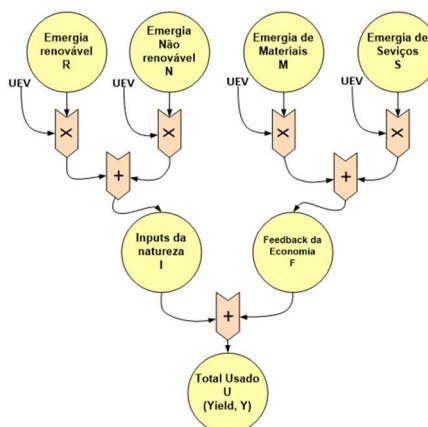 Emergia
renovável
R
Emergia
Não
renovável
N
Emergia de
Materiais
M
Emergia de
Seviços
S
UEV
UEV
UEV
UEV
X
X
X
X
+
+
Inputs da
natureza
I
Feedback da
Economia
F
+
Total Usado
U
(Yield, Y)